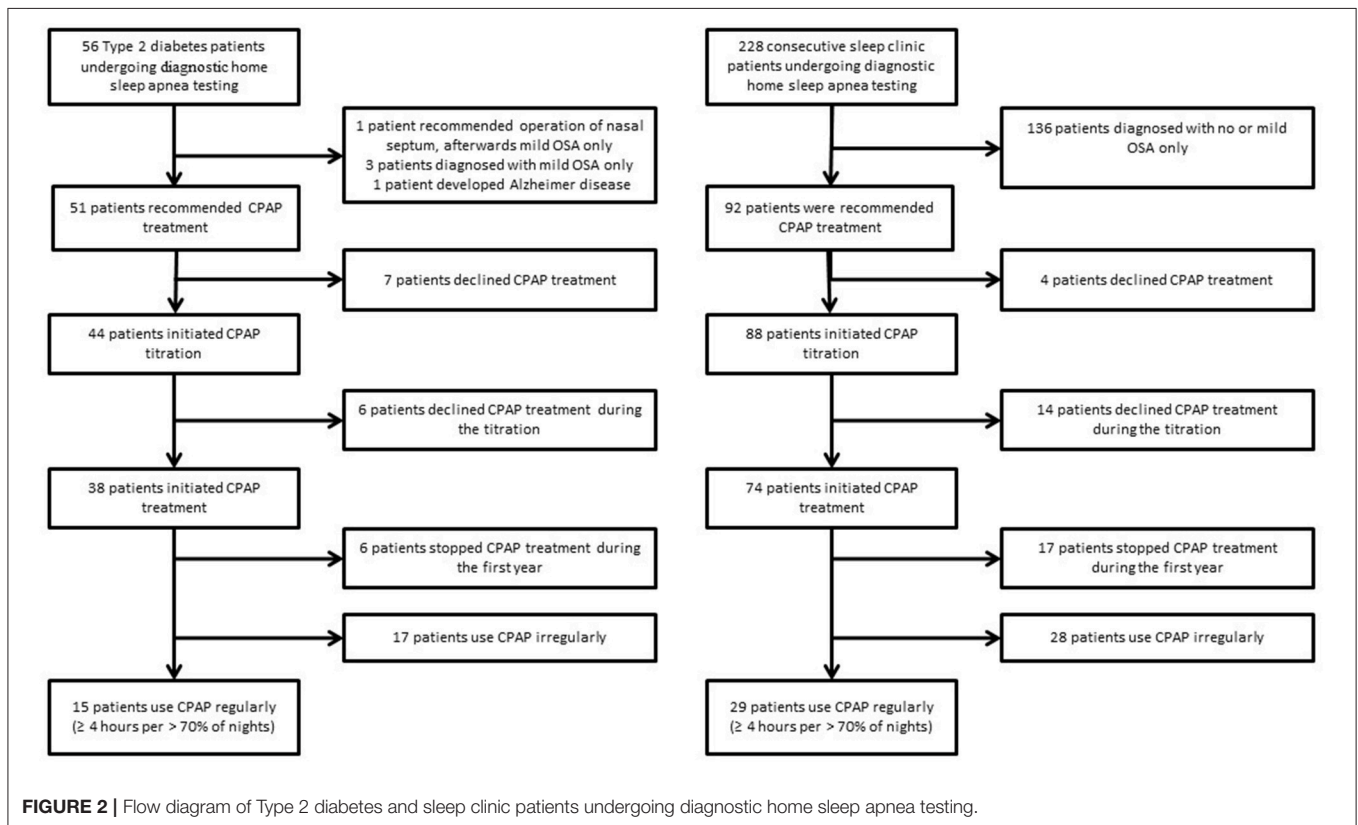 56 Type 2 diabetes patients
undergoing diagnostic home
sleep apnea testing
1 patient recommended operation of nasal
septum, afterwards mild OSA only
3 patients diagnosed with mild OSA only
1 patient developed Alzheimer disease
51 patients recommended CPAP
treatment
7 patients declined CPAP treatment
44 patients initiated CPAP
titration
6 patients declined CPAP treatment during
the titration
38 patients initiated CPAP
treatment
6 patients stopped CPAP treatment during
the first year
17 patients use CPAP irregularly
15 patients use CPAP regularly
(≥ 4 hours per > 70% of nights)
228 consecutive sleep clinic
patients undergoing diagnostic
home sleep apnea testing
136 patients diagnosed with no or mild
OSA only
92 patients were recommended
CPAP treatment
4 patients declined CPAP treatment
88 patients initiated CPAP
titration
14 patients declined CPAP treatment
during the titration
74 patients initiated CPAP
treatment
17 patients stopped CPAP treatment
during the first year
28 patients use CPAP irregularly
29 patients use CPAP regularly
(≥ 4 hours per > 70% of nights)
FIGURE 2 | Flow diagram of Type 2 diabetes and sleep clinic patients undergoing diagnostic home sleep apnea testing.